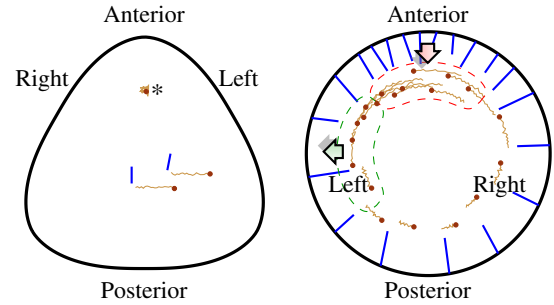 Anterior
Right
Left
*
Posterior
Anterior
Left
Right
Posterior